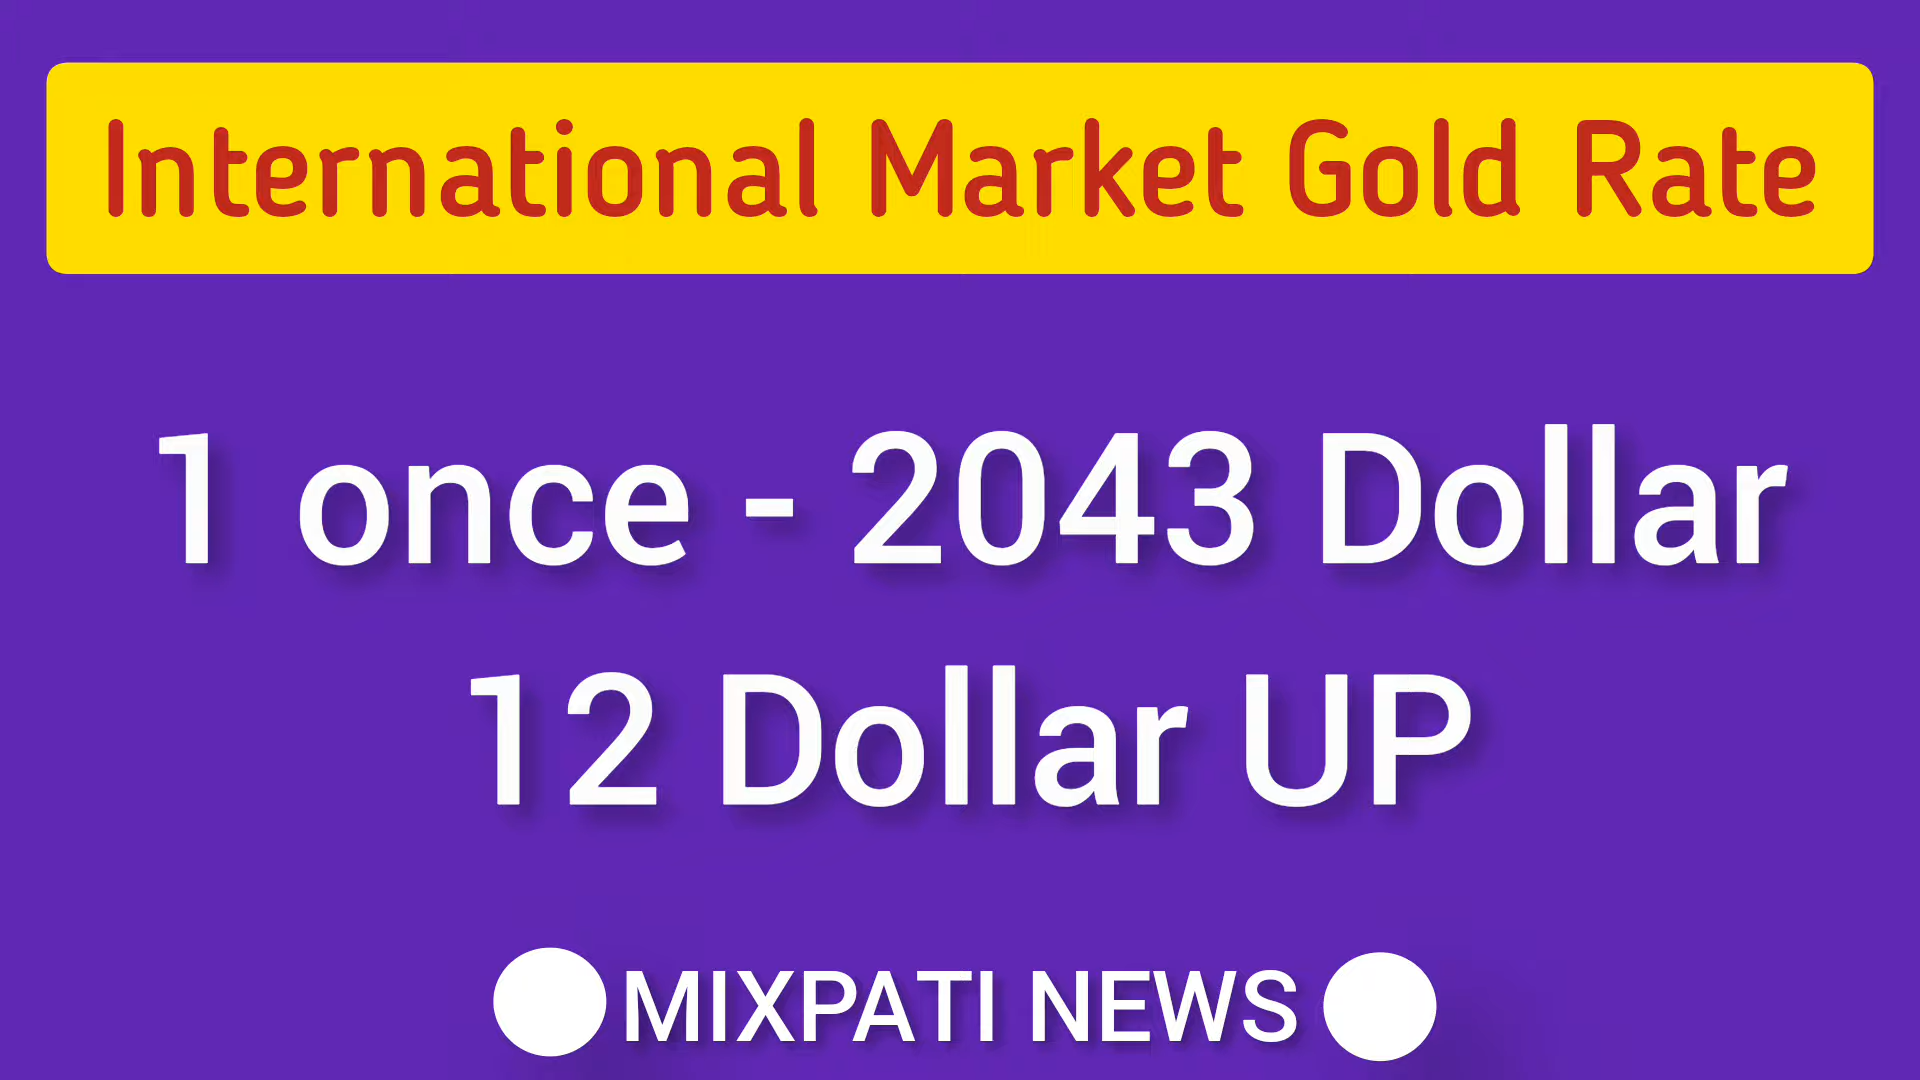 International Market Gold Rate
1 once - 2043 Dollar
12 Dollar UP
MIXPATI NEWS